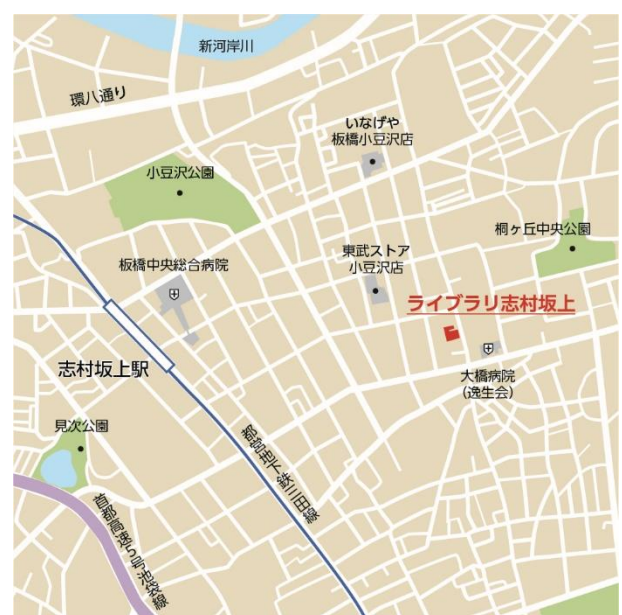 新河岸川
環八通り
いなげや
板橋小豆沢店
小豆沢公園
桐ヶ丘中央公園
東武ストア
小豆沢店
板橋中央総合病院
ライブラリ志村坂上
志村坂上駅
大橋病院
(逸生会)
見次公園
都営地下鉄三田線
首都高速5号池袋線